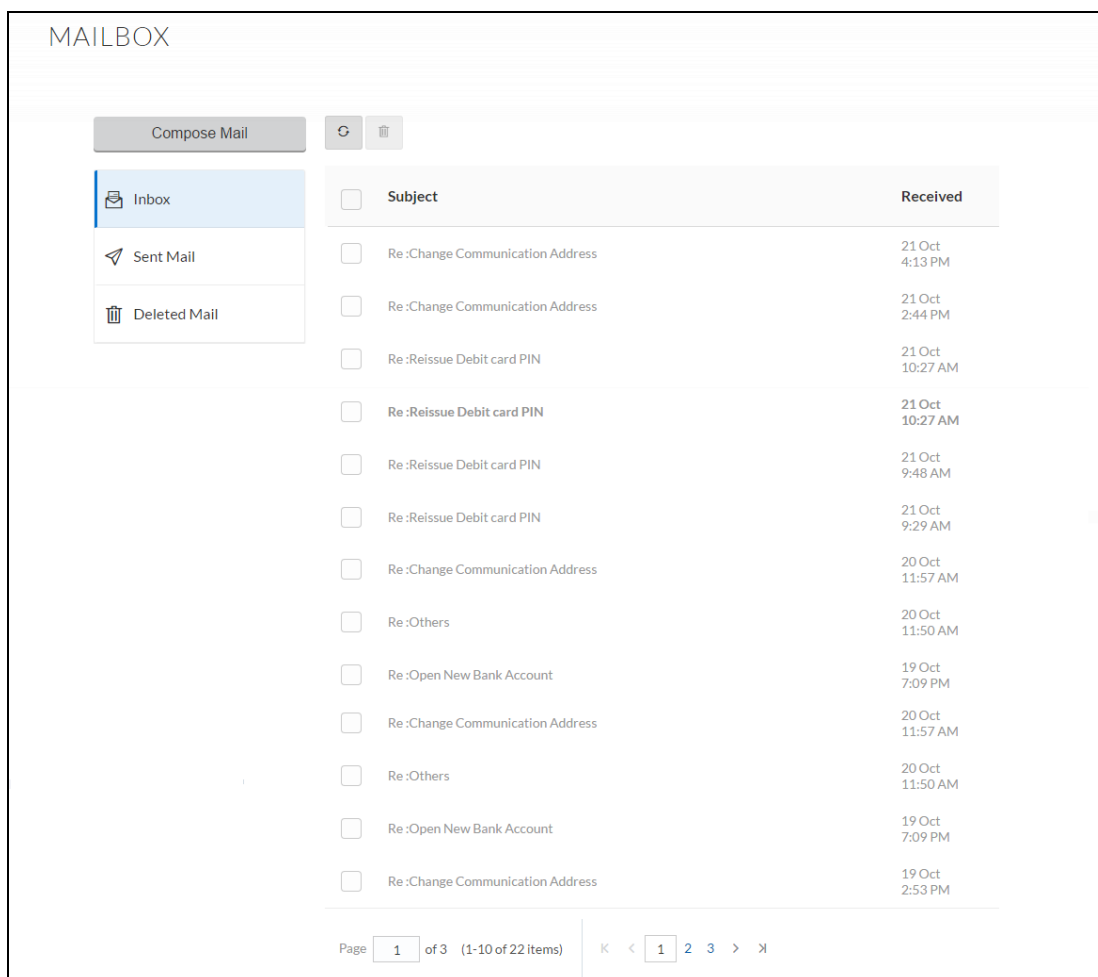 MAILBOX
Compose Mail
Inbox
Sent Mail
Deleted Mail
Subject Received
Re :Change Communication Address 21 Oct
4:13 PM
Re :Change Communication Address 21 Oct
2:44 PM
Re :Reissue Debit card PIN 21 Oct
10:27 AM
Re :Reissue Debit card PIN 21 Oct
10:27 AM
Re :Reissue Debit card PIN 21 Oct
9:48 AM
Re :Reissue Debit card PIN 21 Oct
9:29 AM
Re :Change Communication Address 20 Oct
11:57 AM
Re :Others 20 Oct
11:50 AM
Re :Open New Bank Account 19 Oct
7:09 PM
Re :Change Communication Address 20 Oct
11:57 AM
Re :Others 20 Oct
11:50 AM
Re :Open New Bank Account 19 Oct
7:09 PM
Re :Change Communication Address 19 Oct
2:53 PM
Page 1 of 3 (1-10 of 22 items) K < 1 2 3 > >|